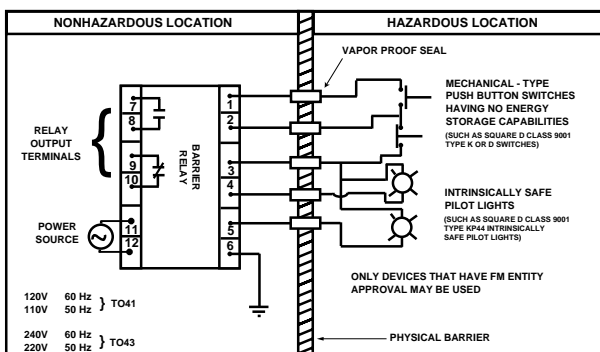 NONHAZARDOUS LOCATION
HAZARDOUS LOCATION
VAPOR PROOF SEAL
MECHANICAL - TYPE
PUSH BUTTON SWITCHES
HAVING NO ENERGY
STORAGE CAPABILITIES
(SUCH AS SQUARE D CLASS 9001
TYPE K OR D SWITCHES)
RELAY
OUTPUT
TERMINALS
7
8
9
10
11
12
BARRIER
RELAY
1
2
3
4
5
6
POWER
SOURCE
INTRINSICALLY SAFE
PILOT LIGHTS
(SUCH AS SQUARE D CLASS 9001
TYPE KP44 INTRINSICALLY
SAFE PILOT LIGHTS)
ONLY DEVICES THAT HAVE FM ENTITY
APPROVAL MAY BE USED
120V 60 Hz
110V 50 Hz } TO41
240V 60 Hz
220V 50 Hz } TO43
PHYSICAL BARRIER